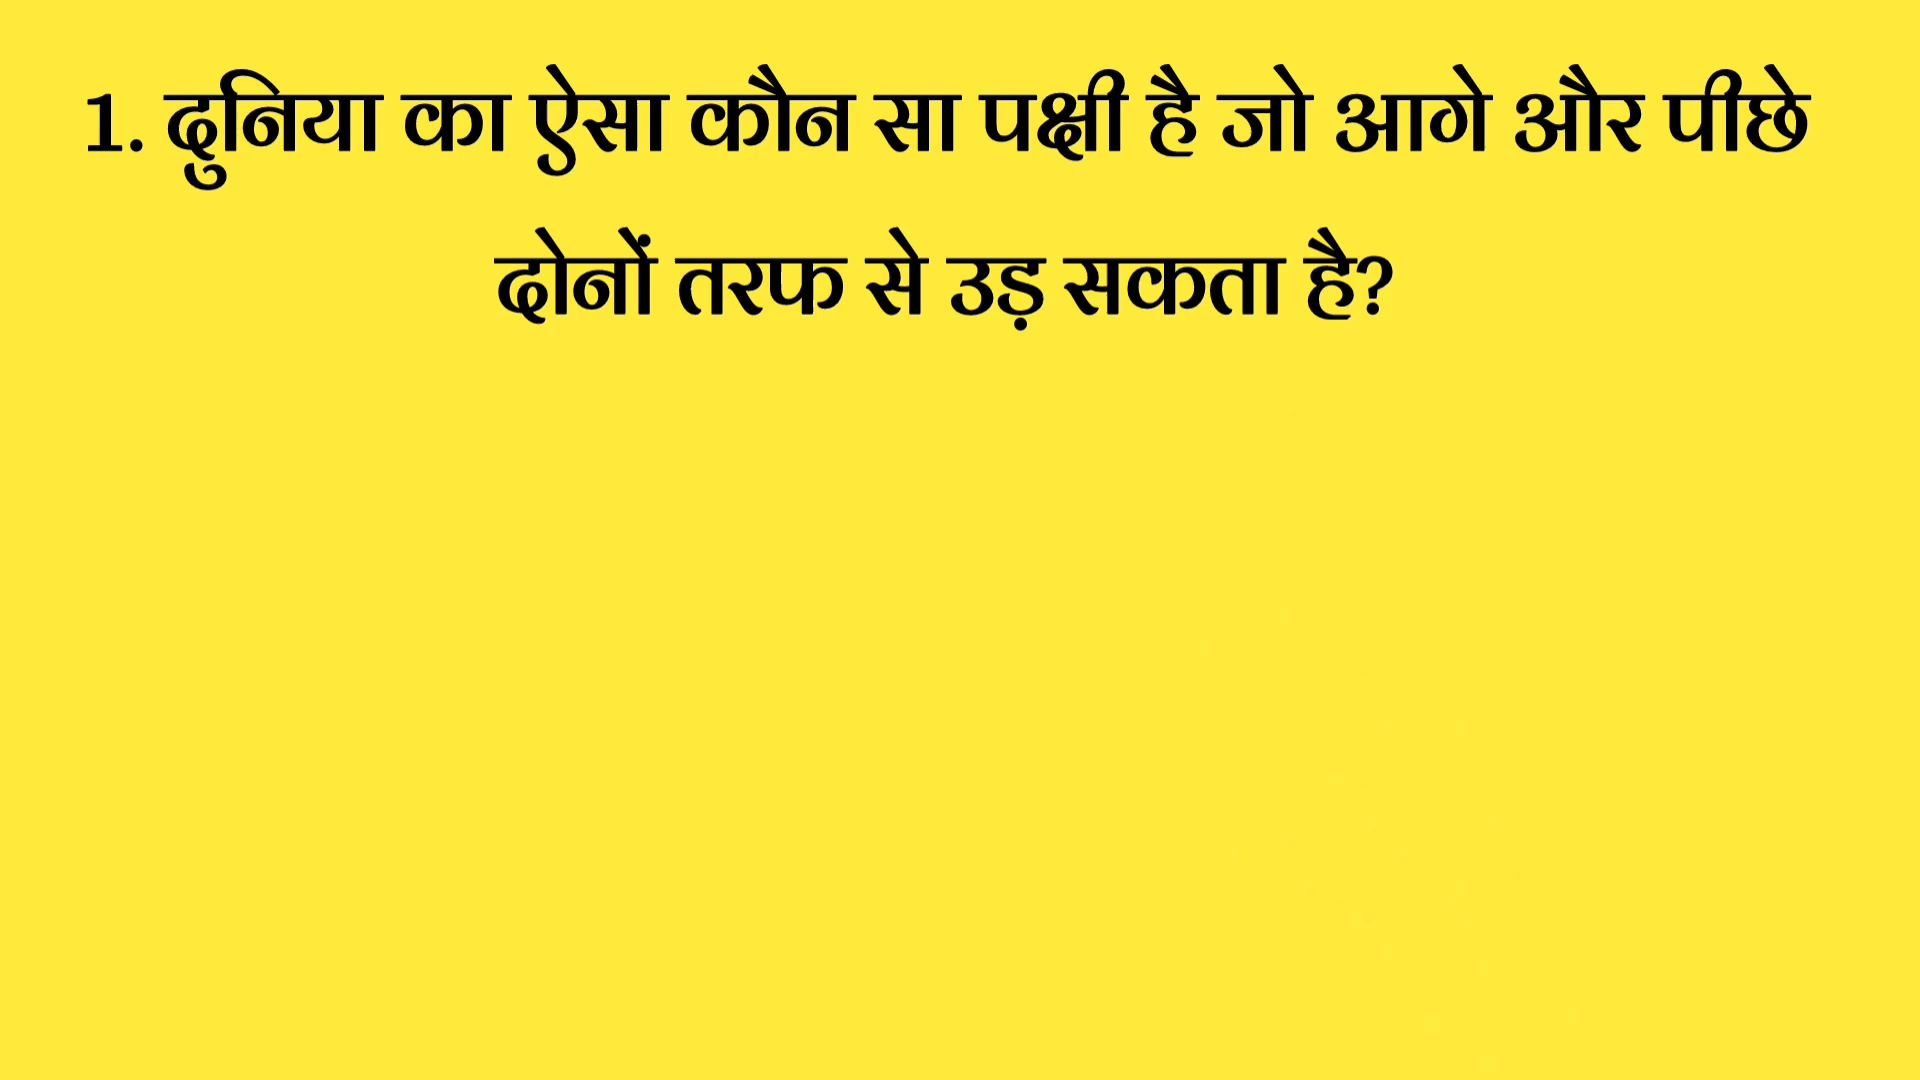 1. दुनिया का ऐसा कौन सा पक्षी है जो आगे और पीछे
दोनों तरफ से उड़ सकता है?